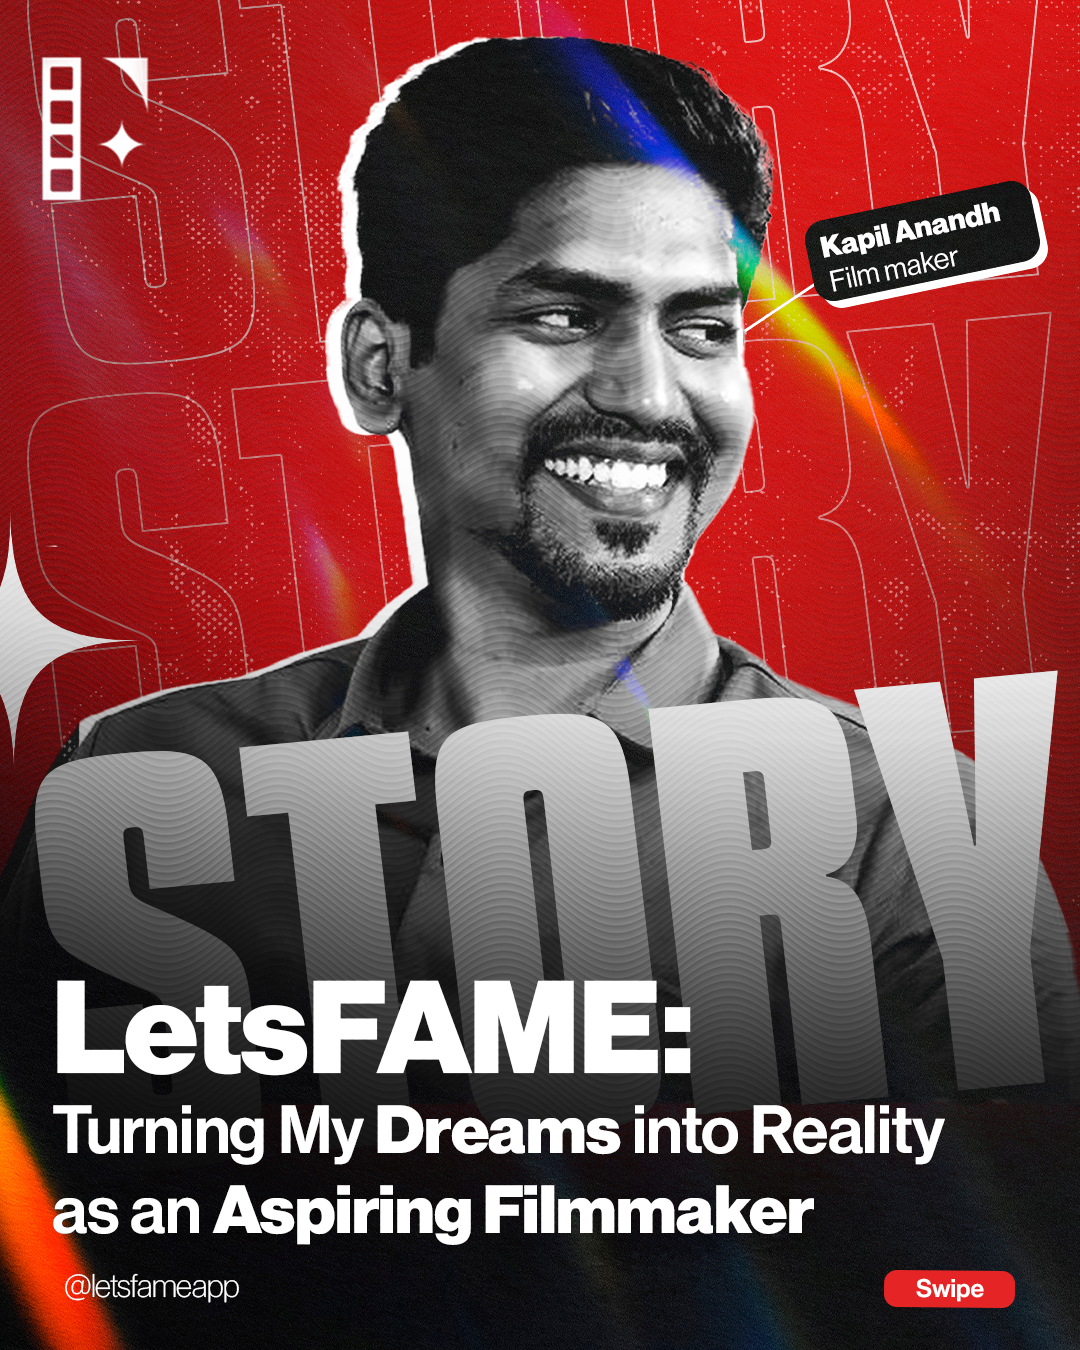 STORY
STORY
Kapil Anandh
Film maker
STORY
LetsFAME:
Turning My Dreams into Reality
as an Aspiring Filmmaker
@letsfameapp
Swipe